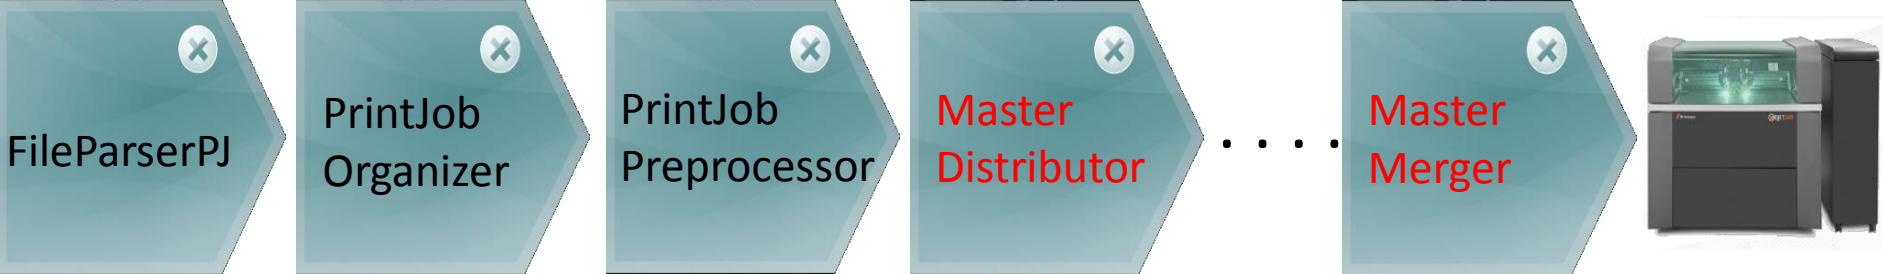 FileParserPJ
PrintJob
Organizer
PrintJob
Preprocessor
Master
Distributor
. . . .
Master
Merger